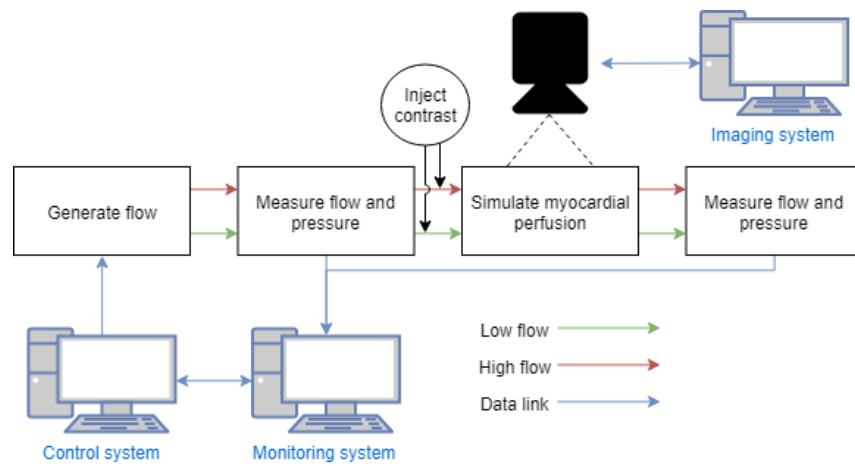 Inject
contrast
Imaging system
Generate flow
Measure flow and
pressure
Simulate myocardial
perfusion
Measure flow and
pressure
Low flow
High flow
Data link
Control system
Monitoring system